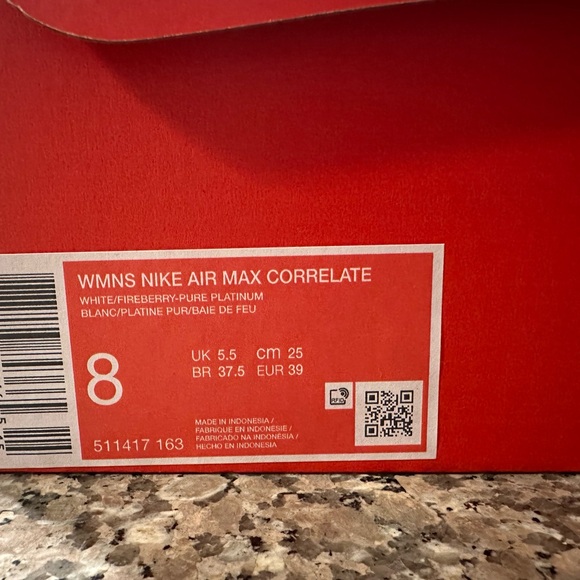 WMNS NIKE AIR MAX CORRELATE
WHITE/FIREBERRY-PURE PLATINUM
BLANC/PLATINE PUR/BAIE DE FEU
8
UK 5.5 cm 25
BR 37.5 EUR 39
RFID
511417 163
MADE IN INDONESIA /
FABRIQUE EN INDONÉSIE /
FABRICADO NA INDONÉSIA /
HECHO EN INDONESIA